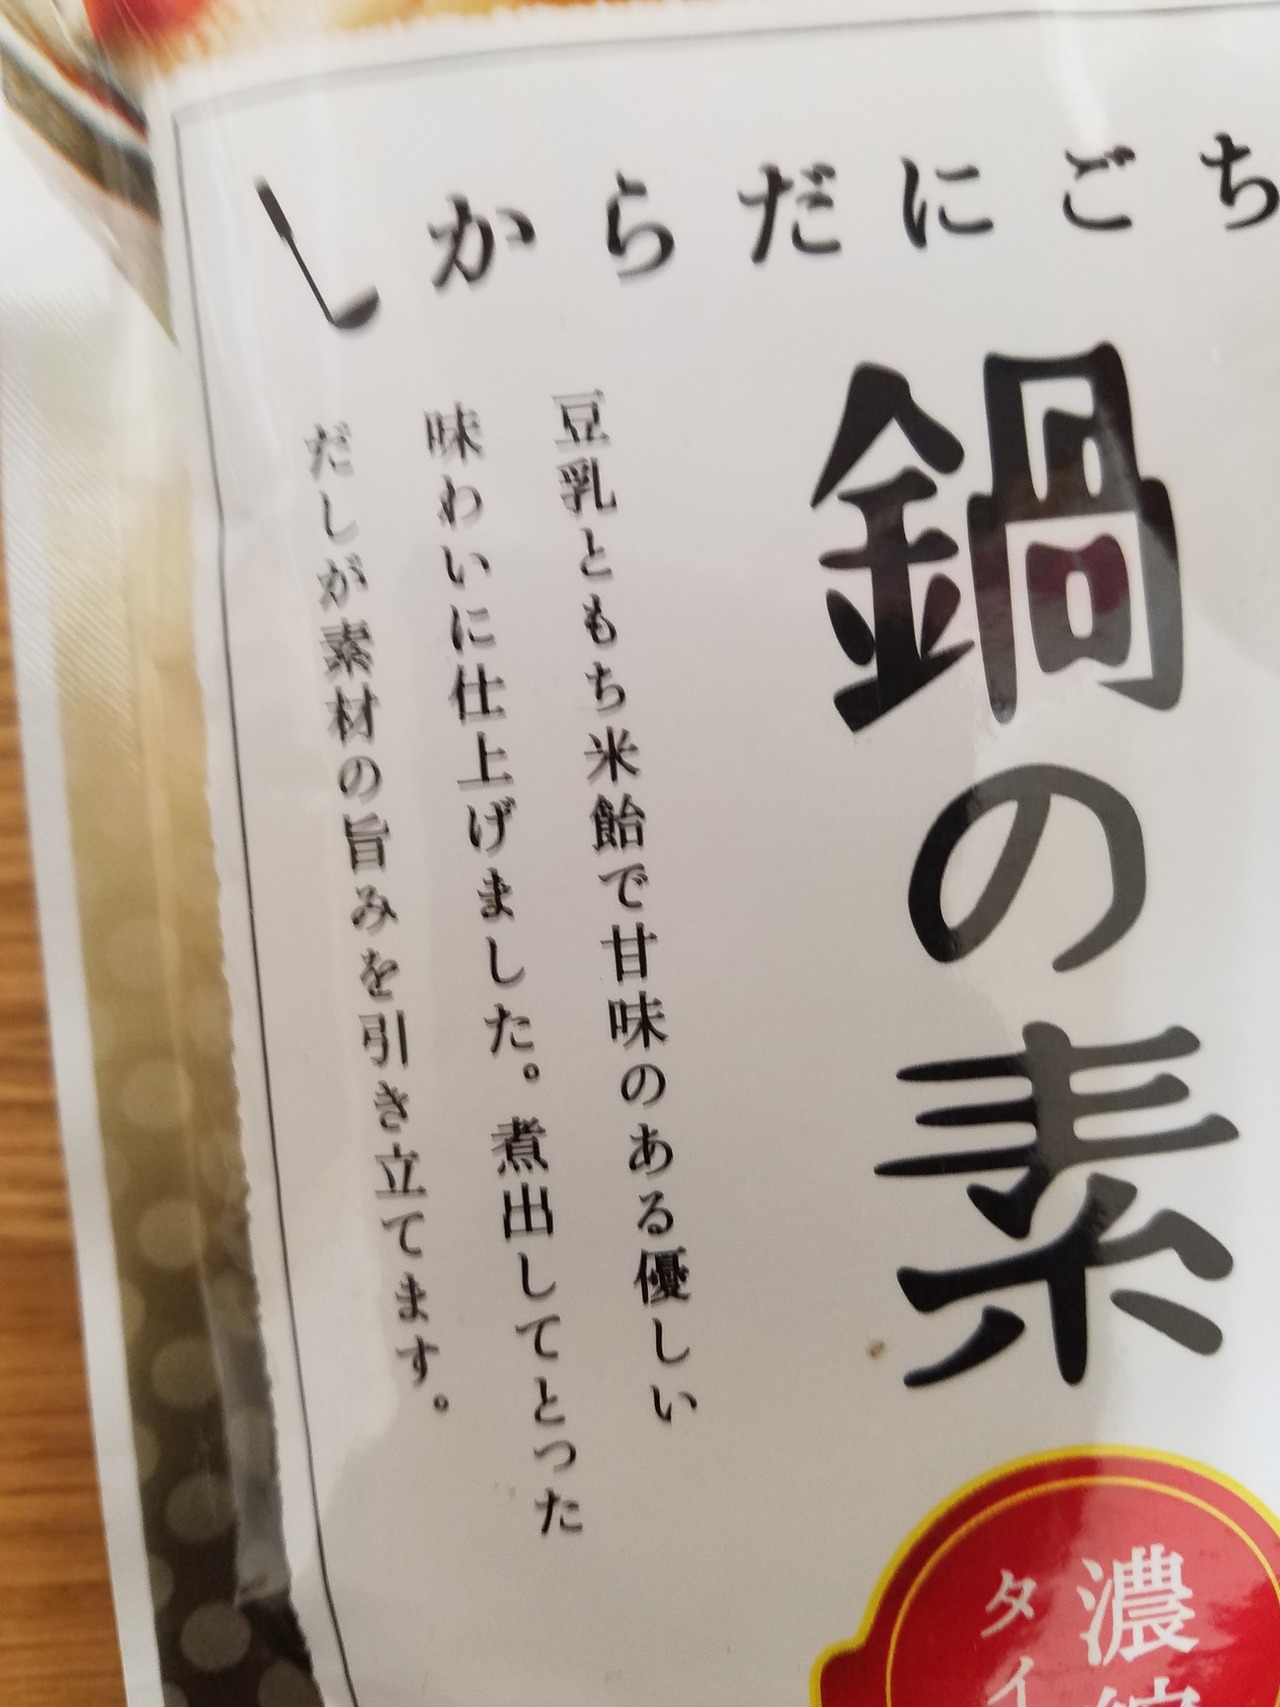 からだにごち
鍋の素
豆乳ともち米飴で甘味のある優しい
味わいに仕上げました。煮出してとった
だしが素材の旨みを引き立てます。
濃
タイ